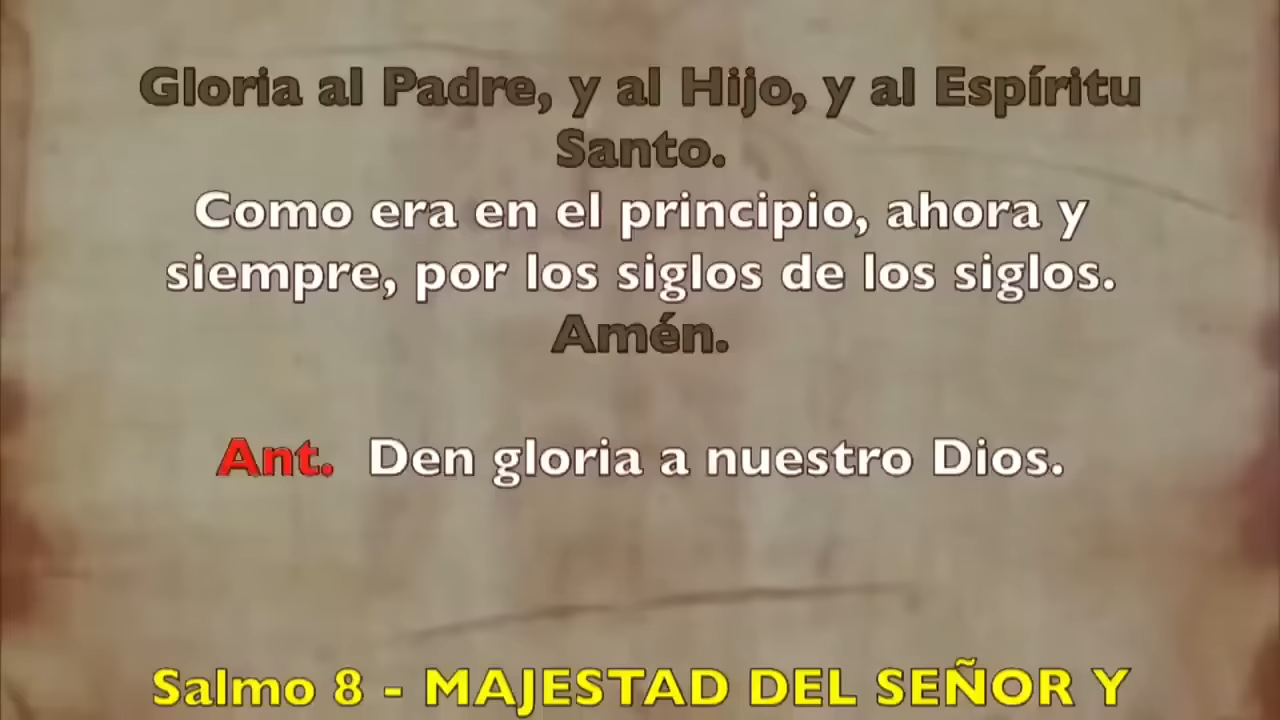 Gloria al Padre, y al Hijo, y al Espíritu
Santo.
Como era en el principio, ahora y
siempre, por los siglos de los siglos.
Amén.
Ant. Den gloria a nuestro Dios.
Salmo 8 - MAJESTAD DEL SEÑOR Y